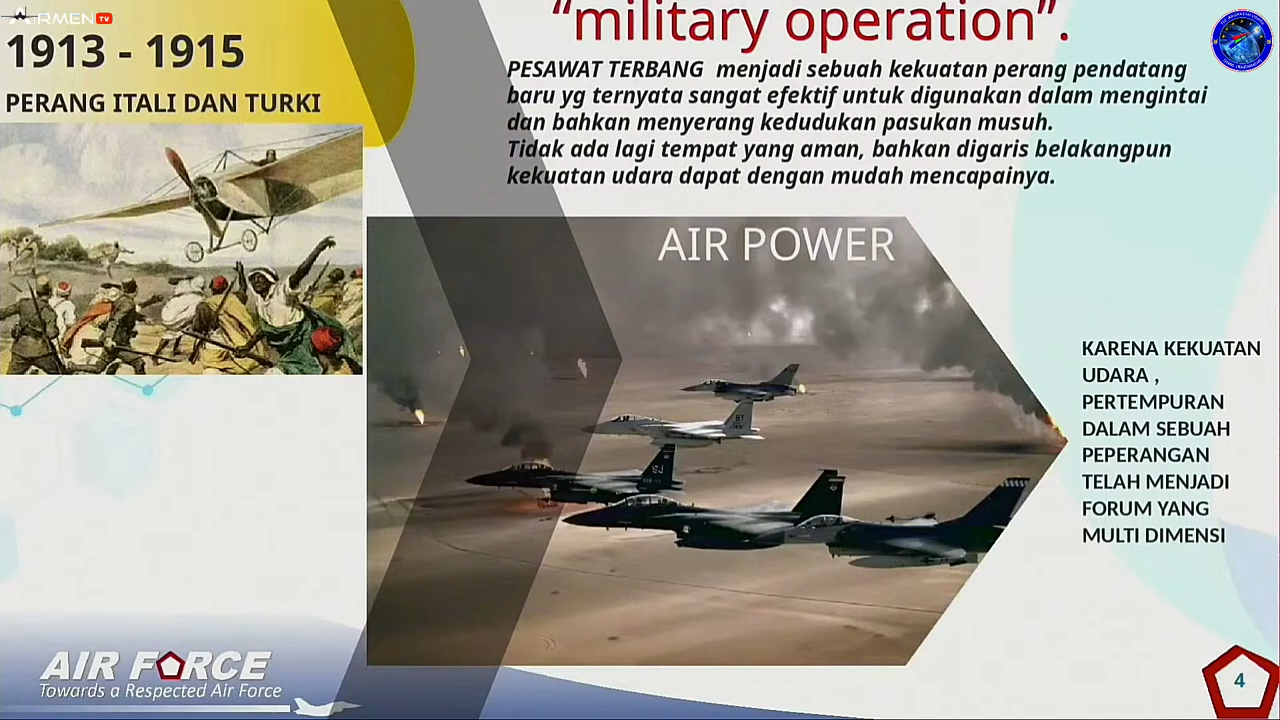 AIRMEN TV
1913 - 1915
PERANG ITALI DAN TURKI
“military operation”.
PESAWAT TERBANG menjadi sebuah kekuatan perang pendatang
baru yg ternyata sangat efektif untuk digunakan dalam mengintai
dan bahkan menyerang kedudukan pasukan musuh.
Tidak ada lagi tempat yang aman, bahkan digaris belakangpun
kekuatan udara dapat dengan mudah mencapainya.
AIR POWER
KARENA KEKUATAN
UDARA ,
PERTEMPURAN
DALAM SEBUAH
PEPERANGAN
TELAH MENJADI
FORUM YANG
MULTI DIMENSI
AIR FORCE
Towards a Respected Air Force
4